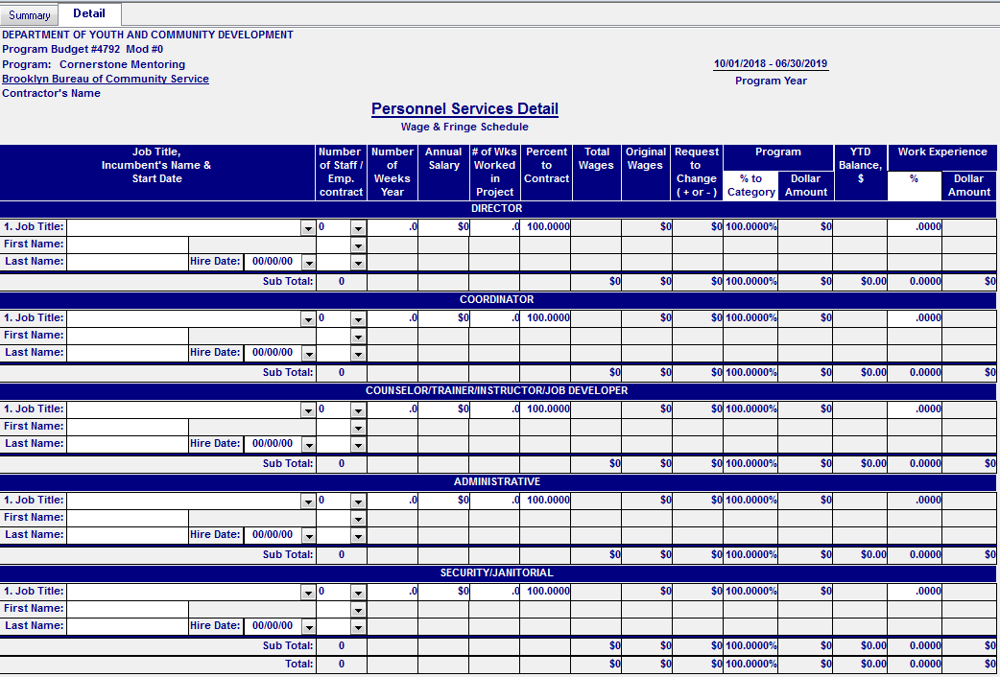 Summary Detail
DEPARTMENT OF YOUTH AND COMMUNITY DEVELOPMENT
Program Budget #4792 Mod #0
Program: Cornerstone Mentoring 10/01/2018 - 06/30/2019
Brooklyn Bureau of Community Service Program Year
Contractor's Name
Personnel Services Detail
Wage & Fringe Schedule
Job Title, Incumbent's Name & Start Date
Number of Staff / Emp. contract
Number of Weeks Year
Annual Salary
# of Wks Worked in Project
Percent to Contract
Total Wages
Original Wages
Request to Change ( + or - )
Program
% to Category
Dollar Amount
YTD Balance, $
Work Experience
%
Dollar Amount
DIRECTOR
1. Job Title: 0 .0 $0 .0 100.0000 $0 $0 100.0000% $0 .0000
First Name:
Last Name: Hire Date: 00/00/00
Sub Total: 0 $0 $0 $0 100.0000% $0 $0.00 0.0000 $0
COORDINATOR
1. Job Title: 0 .0 $0 .0 100.0000 $0 $0 100.0000% $0 .0000
First Name:
Last Name: Hire Date: 00/00/00
Sub Total: 0 $0 $0 $0 100.0000% $0 $0.00 0.0000 $0
COUNSELOR/TRAINER/INSTRUCTOR/JOB DEVELOPER
1. Job Title: 0 .0 $0 .0 100.0000 $0 $0 100.0000% $0 .0000
First Name:
Last Name: Hire Date: 00/00/00
Sub Total: 0 $0 $0 $0 100.0000% $0 $0.00 0.0000 $0
ADMINISTRATIVE
1. Job Title: 0 .0 $0 .0 100.0000 $0 $0 100.0000% $0 .0000
First Name:
Last Name: Hire Date: 00/00/00
Sub Total: 0 $0 $0 $0 100.0000% $0 $0.00 0.0000 $0
SECURITY/JANITORIAL
1. Job Title: 0 .0 $0 .0 100.0000 $0 $0 100.0000% $0 .0000
First Name:
Last Name: Hire Date: 00/00/00
Sub Total: 0 $0 $0 $0 100.0000% $0 $0.00 0.0000 $0
Total: 0 $0 $0 $0 100.0000% $0 $0.00 0.0000 $0